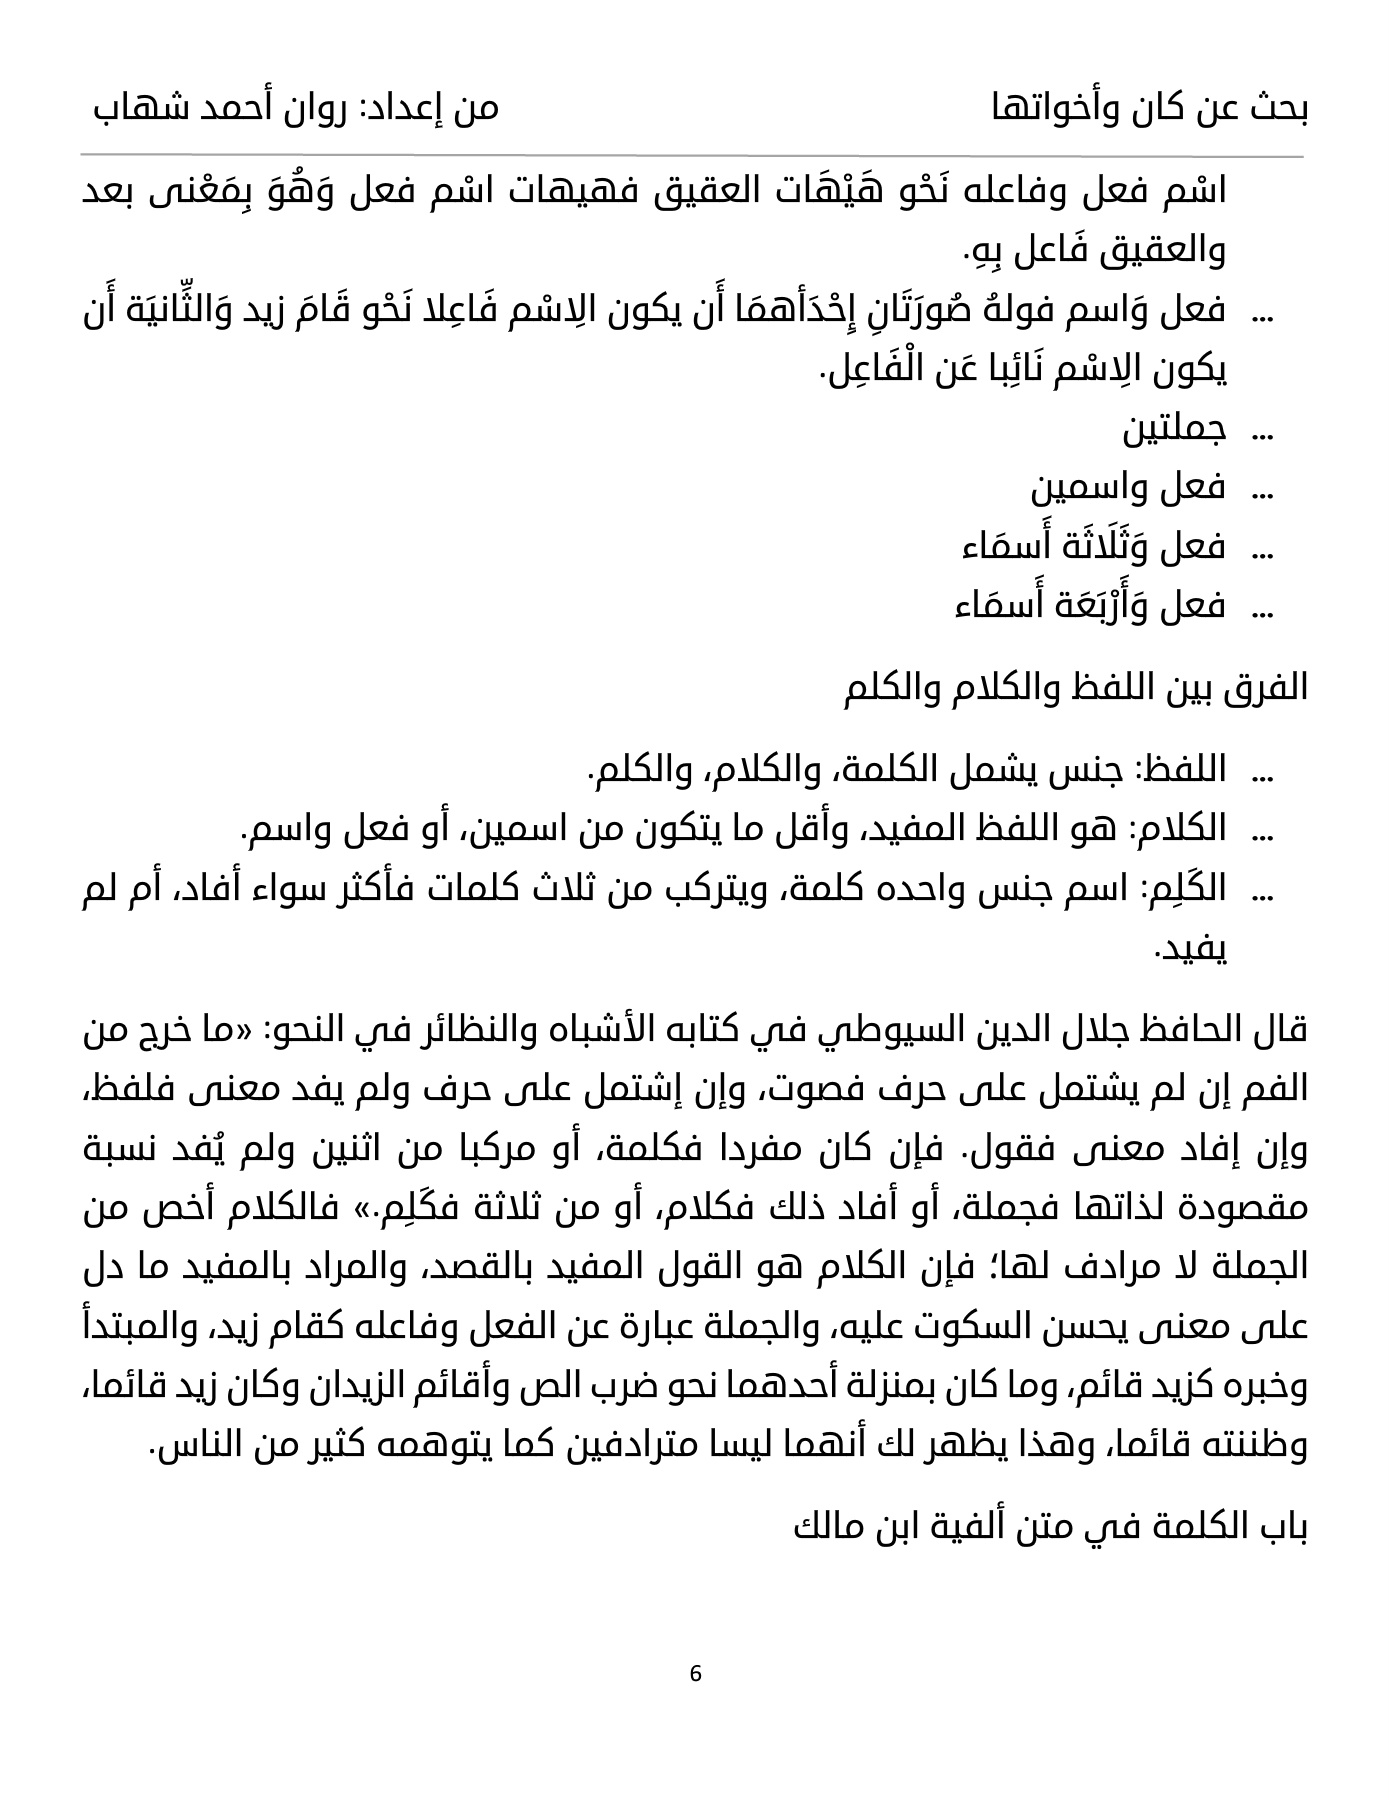 بحث عن كان وأخواتها من إعداد: روان أحمد شهاب
اسْم فعل وفاعله نَحْو هَيْهَات العقيق فهيهات اسْم فعل وَهُوَ بِمَعْنى بعد
والعقيق فَاعل بِهِ.
... فعل وَاسم فولهُ صُورَتَانِ إِحْدَأهمَا أَن يكون الِاسْم فَاعِلا نَحْو قَامَ زيد وَالثِّانيَة أَن
يكون الِاسْم نَائِبا عَن الْفَاعِل.
... جملتين
... فعل واسمين
... فعل وَثَلَاثَة أَسمَاء
... فعل وَأَرْبَعَة أَسمَاء
الفرق بين اللفظ والكلام والكلم
... اللفظ: جنس يشمل الكلمة، والكلام، والكلم.
... الكلام: هو اللفظ المفيد، وأقل ما يتكون من اسمين، أو فعل واسم.
... الكَلِم: اسم جنس واحده كلمة، ويتركب من ثلاث كلمات فأكثر سواء أفاد، أم لم
يفيد.
قال الحافظ جلال الدين السيوطي في كتابه الأشباه والنظائر في النحو: «ما خرج من
الفم إن لم يشتمل على حرف فصوت، وإن إشتمل على حرف ولم يفد معنى فلفظ،
وإن إفاد معنى فقول. فإن كان مفردا فكلمة، أو مركبا من اثنين ولم يُفد نسبة
مقصودة لذاتها فجملة، أو أفاد ذلك فكلام، أو من ثلاثة فكَلِم.» فالكلام أخص من
الجملة لا مرادف لها؛ فإن الكلام هو القول المفيد بالقصد، والمراد بالمفيد ما دل
على معنى يحسن السكوت عليه، والجملة عبارة عن الفعل وفاعله كقام زيد، والمبتدأ
وخبره كزيد قائم، وما كان بمنزلة أحدهما نحو ضرب الص وأقائم الزيدان وكان زيد قائما،
وظننته قائما، وهذا يظهر لك أنهما ليسا مترادفين كما يتوهمه كثير من الناس.
باب الكلمة في متن ألفية ابن مالك
6